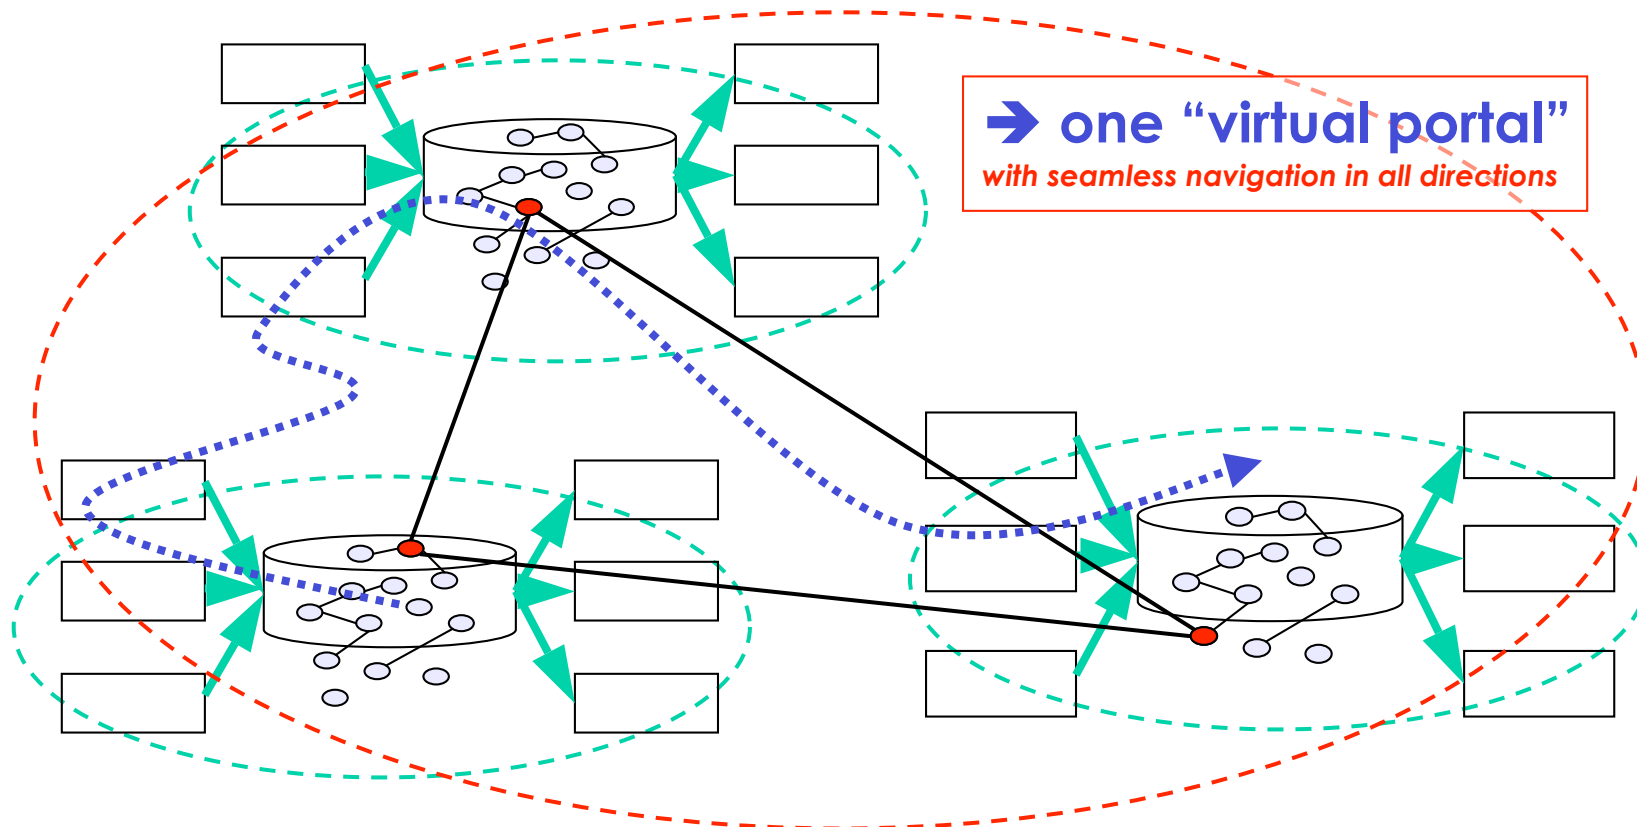 ➔ one “virtual portal”
with seamless navigation in all directions